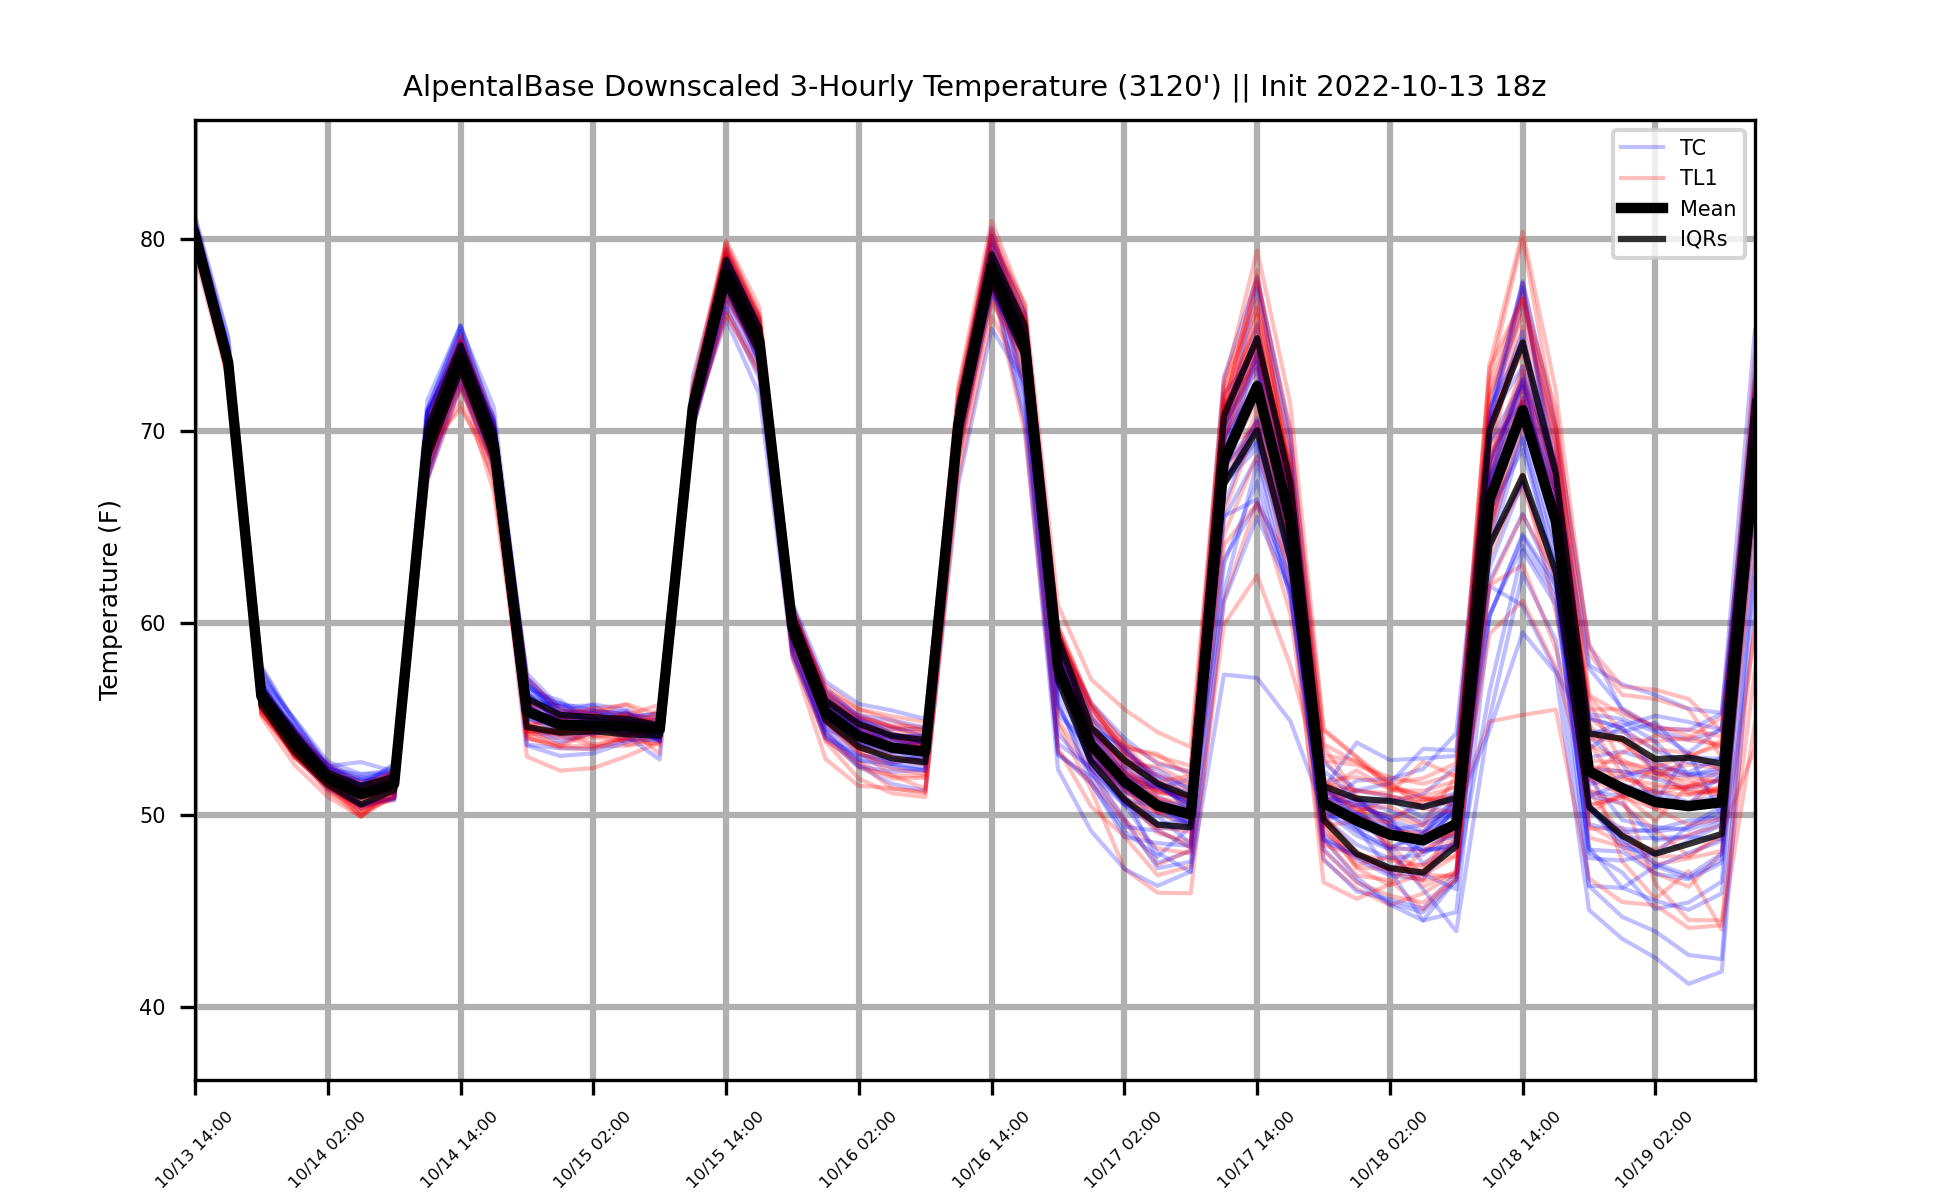 AlpentalBase Downscaled 3-Hourly Temperature (3120') || Init 2022-10-13 18z
TC
TL1
Mean
IQRs
Temperature (F)
80
70
60
50
40
10/13 14:00
10/14 02:00
10/14 14:00
10/15 02:00
10/15 14:00
10/16 02:00
10/16 14:00
10/17 02:00
10/17 14:00
10/18 02:00
10/18 14:00
10/19 02:00